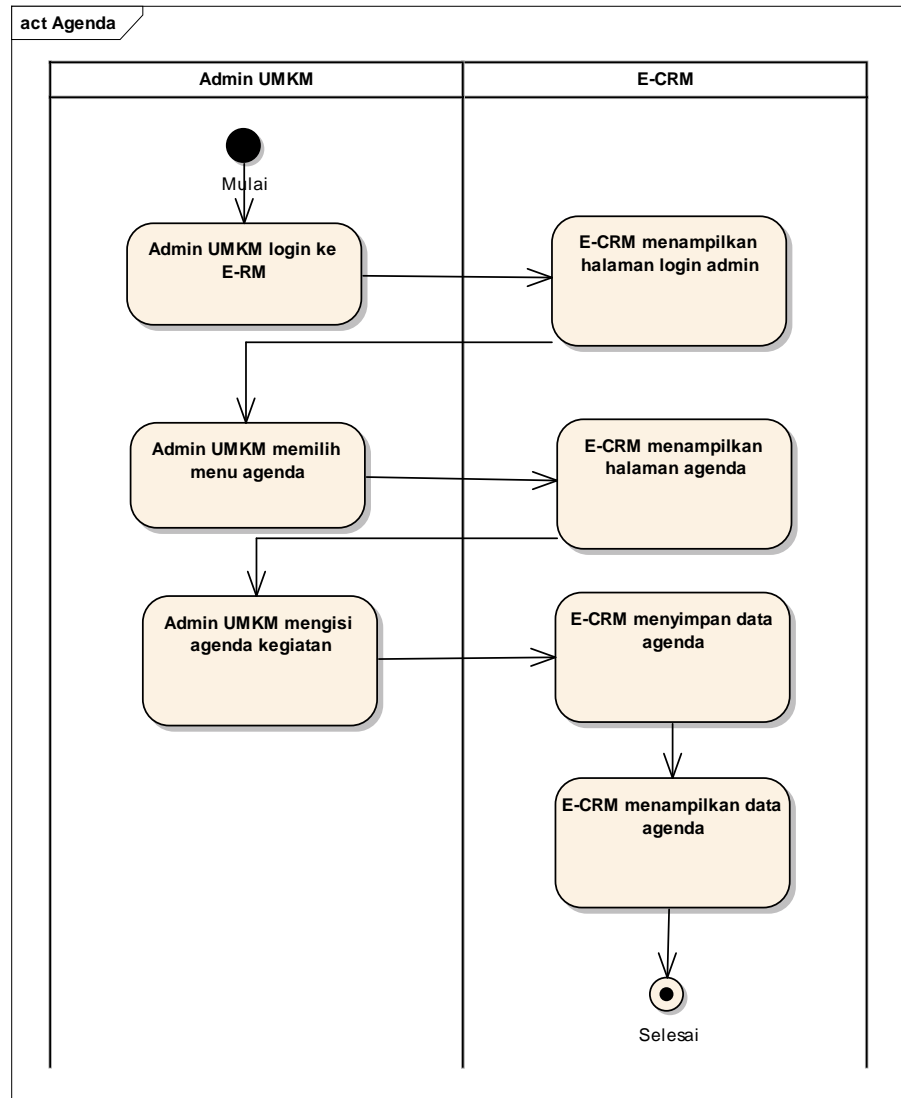 act Agenda
Admin UMKM
E-CRM
Mulai
Admin UMKM login ke
E-RM
E-CRM menampilkan
halaman login admin
Admin UMKM memilih
menu agenda
E-CRM menampilkan
halaman agenda
Admin UMKM mengisi
agenda kegiatan
E-CRM menyimpan data
agenda
E-CRM menampilkan data
agenda
Selesai